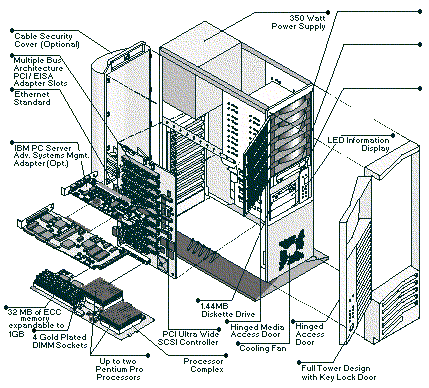 350 Watt
Power Supply
Cable Security
Cover (Optional)
Multiple Bus
Architecture
PCI / EISA
Adapter Slots
Ethernet
Standard
LED Information
Display
IBM PC Server
Adv. Systems Mgmt.
Adapter (Opt.)
1.44MB
Diskette Drive
32 MB of ECC
memory
expandable to
1GB
4 Gold Plated
DIMM Sockets
PCI Ultra Wide
SCSI Controller
Hinged Media
Access Door
Hinged
Access
Door
Cooling Fan
Up to two
Pentium Pro
Processors
Processor
Complex
Full Tower Design
with Key Lock Door